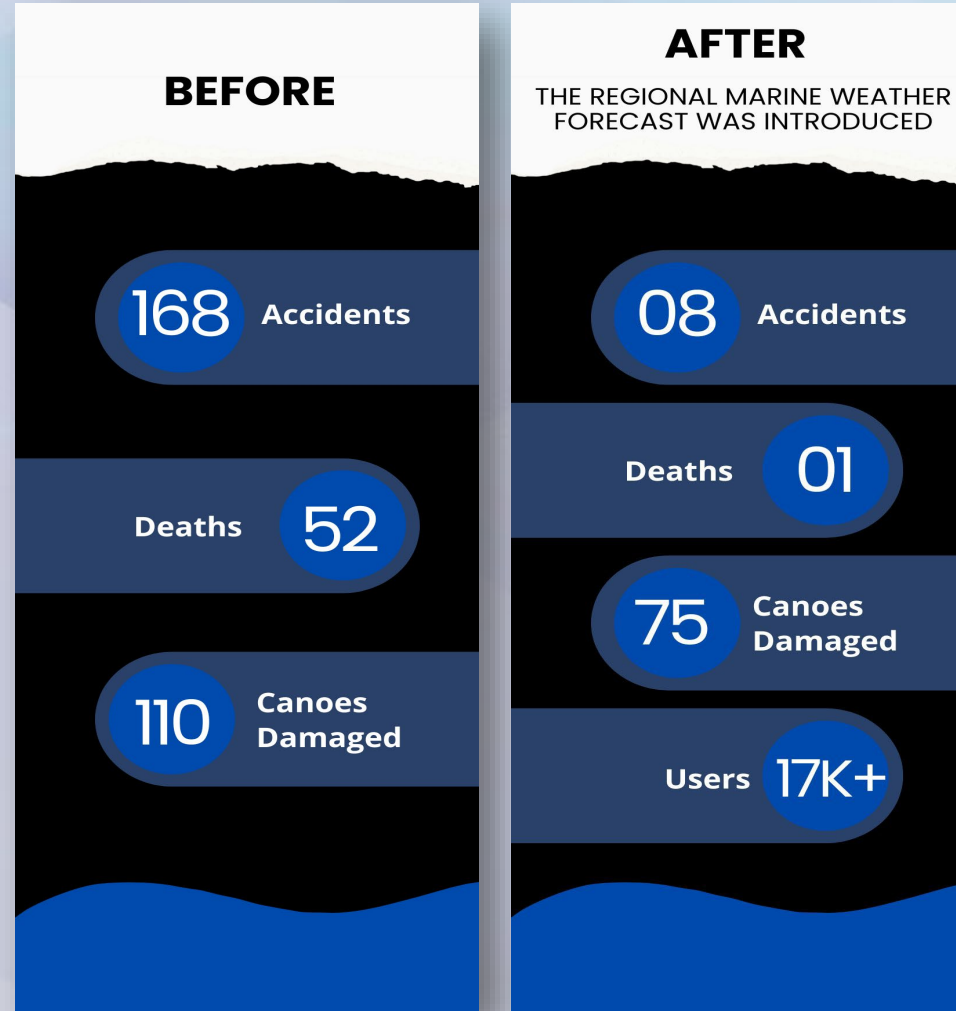 BEFORE
168 Accidents
Deaths 52
110 Canoes
Damaged
AFTER
THE REGIONAL MARINE WEATHER
FORECAST WAS INTRODUCED
08 Accidents
Deaths 01
75 Canoes
Damaged
Users 17K+